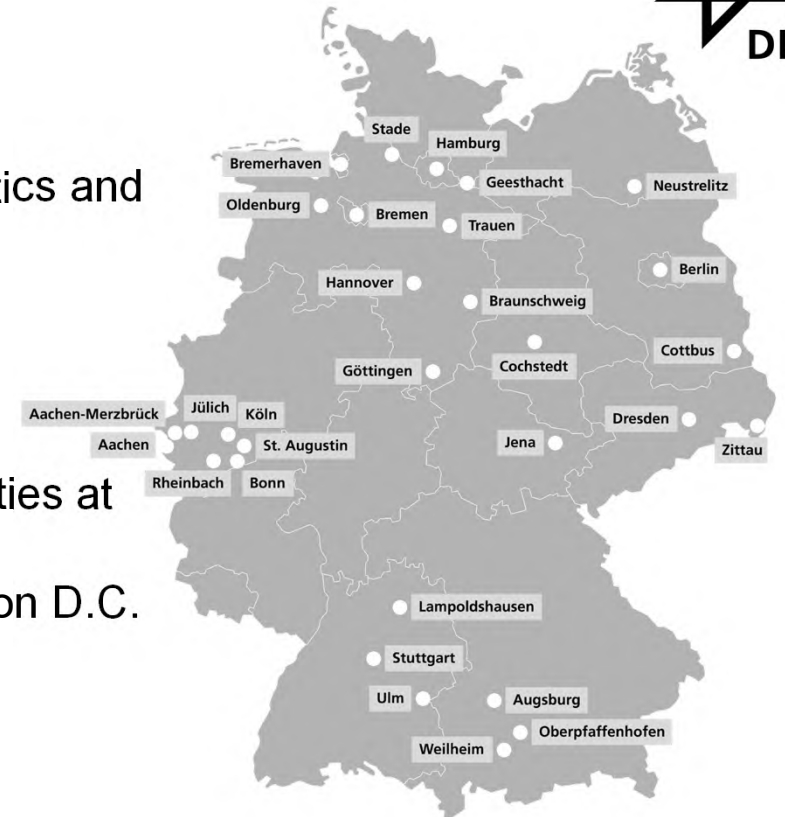 DL
Stade
Hamburg
Bremerhaven
Geesthacht
Neustrelitz
tics and
Oldenburg
Bremen
Trauen
Berlin
Hannover
Braunschweig
Cottbus
Göttingen
Cochstedt
Aachen-Merzbrück
Jülich
Köln
Dresden
Aachen
St. Augustin
Jena
Zittau
Rheinbach
Bonn
ties at
on D.C.
Lampoldshausen
Stuttgart
Ulm
Augsburg
Oberpfaffenhofen
Weilheim